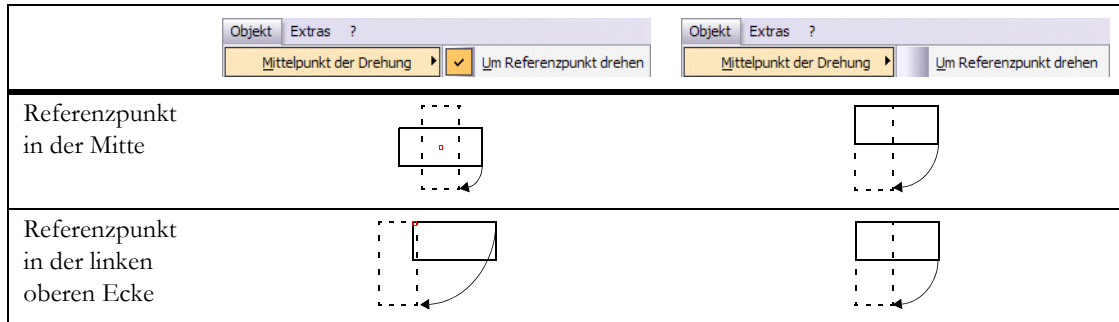 Objekt Extras ?
Mittelpunkt der Drehung Um Referenzpunkt drehen
Objekt Extras ?
Mittelpunkt der Drehung Um Referenzpunkt drehen
Referenzpunkt
in der Mitte
Referenzpunkt
in der linken
oberen Ecke